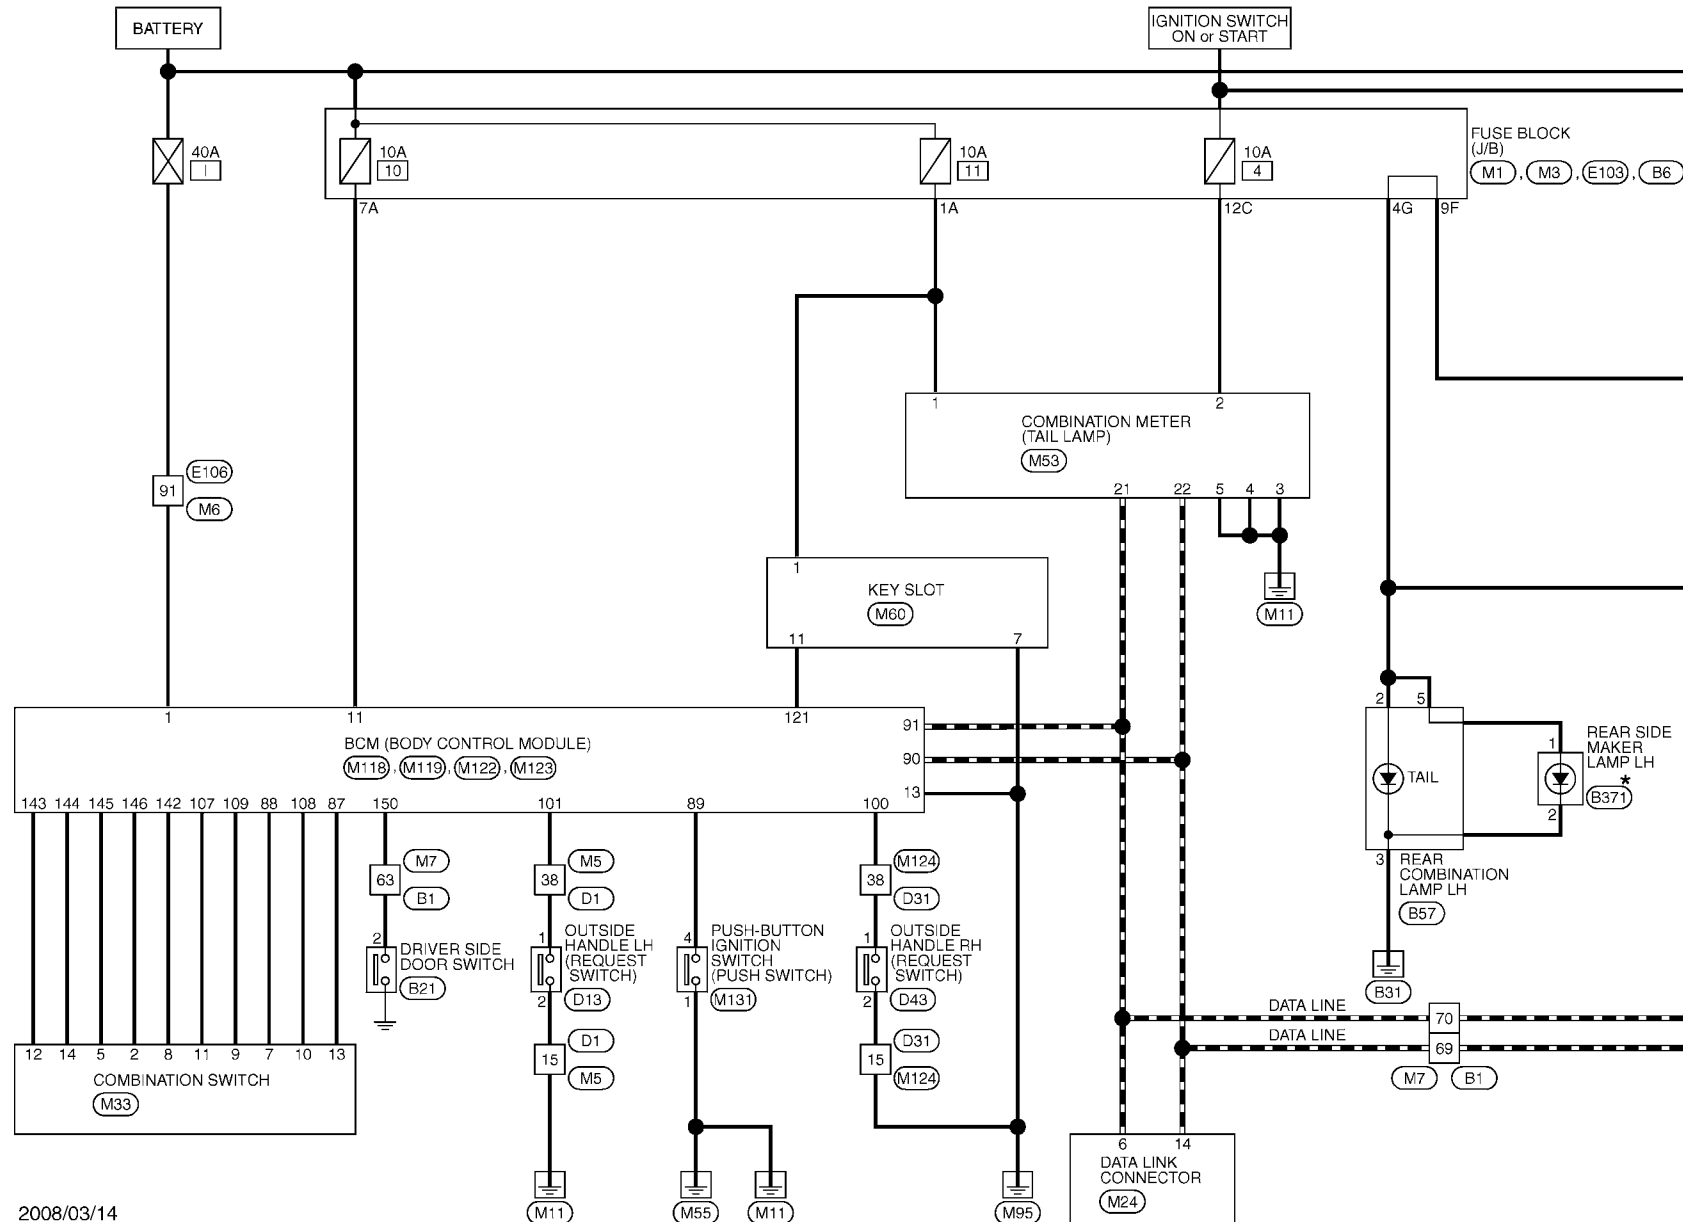 BATTERY
IGNITION SWITCH
ON or START
40A
I
10A
10
10A
11
10A
4
FUSE BLOCK
(J/B)
M1 , M3 , E103 , B6
7A
1A
12C
4G
9F
1
2
COMBINATION METER
(TAIL LAMP)
M53
21 22 5 4 3
M11
91
E106
M6
1
KEY SLOT
M60
11
7
1
11
121
91
90
13
BCM (BODY CONTROL MODULE)
M118 , M119 , M122 , M123
143 144 145 146 142 107 109 88 108 87 150 101 89 100
2
5
TAIL
3
REAR
COMBINATION
LAMP LH
B57
B31
1
2
REAR SIDE
MAKER
LAMP LH
*
B371
63
M7
B1
2
DRIVER SIDE
DOOR SWITCH
B21
38
M5
D1
1
OUTSIDE
HANDLE LH
(REQUEST
SWITCH)
2
D13
15
D1
M5
M11
4
PUSH-BUTTON
IGNITION
SWITCH
(PUSH SWITCH)
1
M131
M55
M11
38
M124
D31
1
OUTSIDE
HANDLE RH
(REQUEST
SWITCH)
2
D43
15
D31
M124
M95
DATA LINE
70
DATA LINE
69
M7
B1
12 14 5 2 8 11 9 7 10 13
COMBINATION SWITCH
M33
6
14
DATA LINK
CONNECTOR
M24
2008/03/14